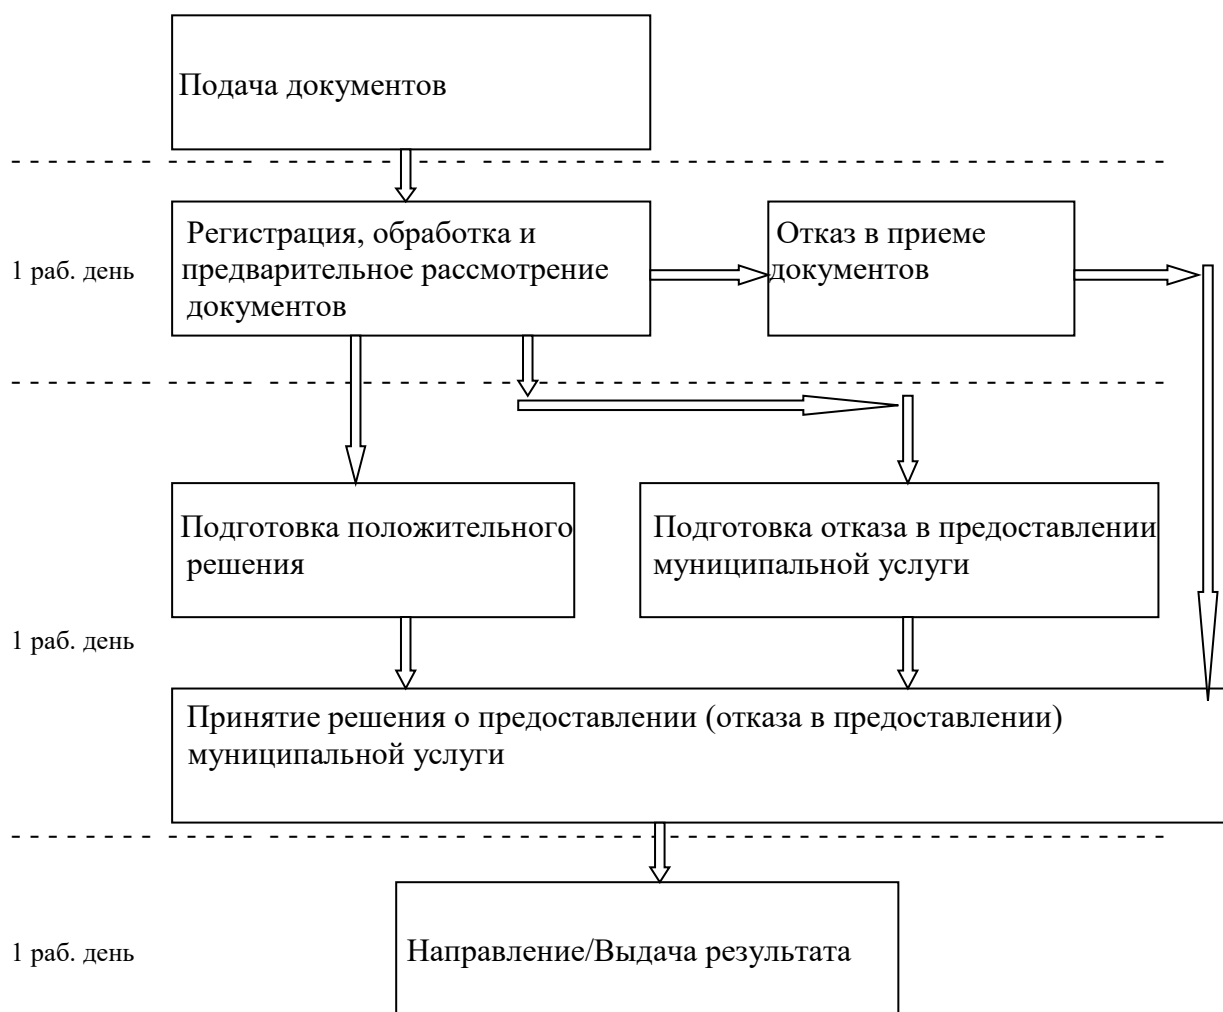 Подача документов
Регистрация, обработка и
предварительное рассмотрение
документов
Отказ в приеме
документов
1 раб. день
Подготовка положительного
решения
Подготовка отказа в предоставлении
муниципальной услуги
1 раб. день
Принятие решения о предоставлении (отказа в предоставлении)
муниципальной услуги
1 раб. день
Направление/Выдача результата